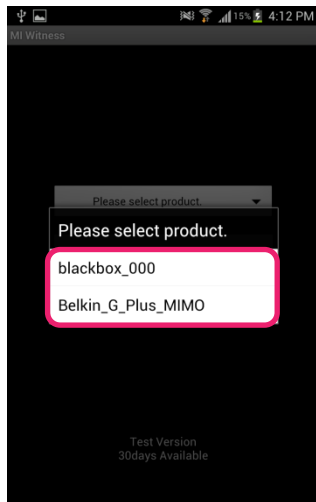 15% 4:12 PM
MI Witness
Please select product.
Please select product.
blackbox_000
Belkin_G_Plus_MIMO
Test Version
30days Available